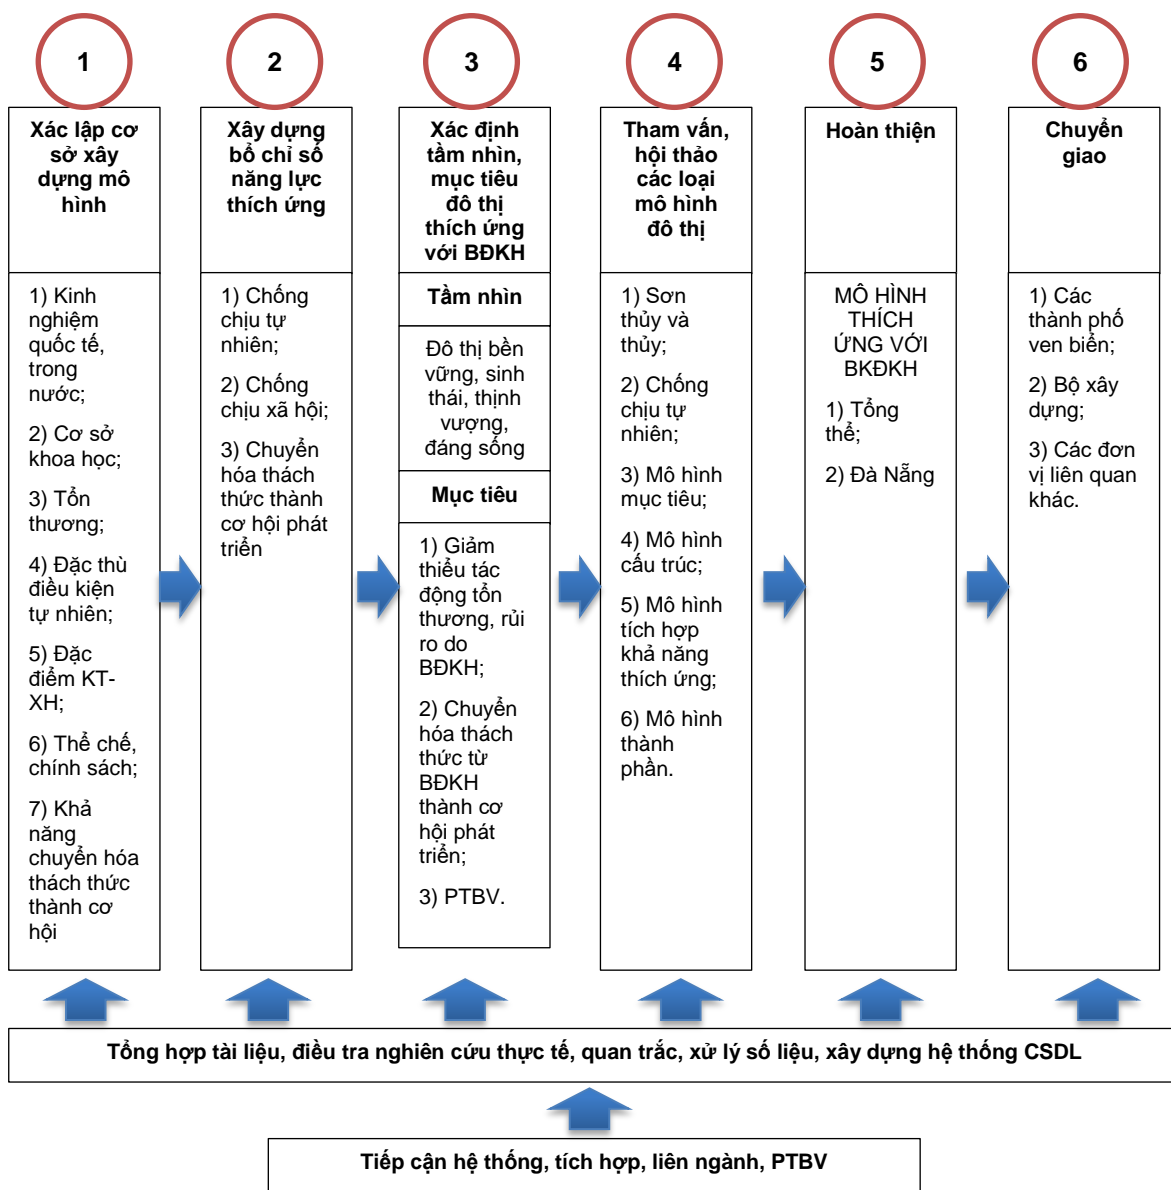 1
Xác lập cơ
sở xây
dựng mô
hình
1) Kinh
nghiệm
quốc tế,
trong
nước;
2) Cơ sở
khoa học;
3) Tổn
thương;
4) Đặc thù
điều kiện
tự nhiên;
5) Đặc
điểm KT-
XH;
6) Thể chế,
chính sách;
7) Khả
năng
chuyển hóa
thách thức
thành cơ
hội
2
Xây dựng
bổ chỉ số
năng lực
thích ứng
1) Chống
chịu tự
nhiên;
2) Chống
chịu xã hội;
3) Chuyển
hóa thách
thức thành
cơ hội phát
triển
3
Xác định
tầm nhìn,
mục tiêu
đô thị
thích ứng
với BĐKH
Tầm nhìn
Đô thị bền
vững, sinh
thái, thịnh
vượng,
đáng sống
Mục tiêu
1) Giảm
thiểu tác
động tổn
thương, rủi
ro do
BĐKH;
2) Chuyển
hóa thách
thức từ
BĐKH
thành cơ
hội phát
triển;
3) PTBV.
4
Tham vấn,
hội thảo
các loại
mô hình
đô thị
1) Sơn
thủy và
thủy;
2) Chống
chịu tự
nhiên;
3) Mô hình
mục tiêu;
4) Mô hình
cấu trúc;
5) Mô hình
tích hợp
khả năng
thích ứng;
6) Mô hình
thành
phần.
5
Hoàn thiện
MÔ HÌNH
THÍCH
ỨNG VỚI
BKĐKH
1) Tổng
thể;
2) Đà Nẵng
6
Chuyển
giao
1) Các
thành phố
ven biển;
2) Bộ xây
dựng;
3) Các đơn
vị liên quan
khác.
Tổng hợp tài liệu, điều tra nghiên cứu thực tế, quan trắc, xử lý số liệu, xây dựng hệ thống CSDL
Tiếp cận hệ thống, tích hợp, liên ngành, PTBV